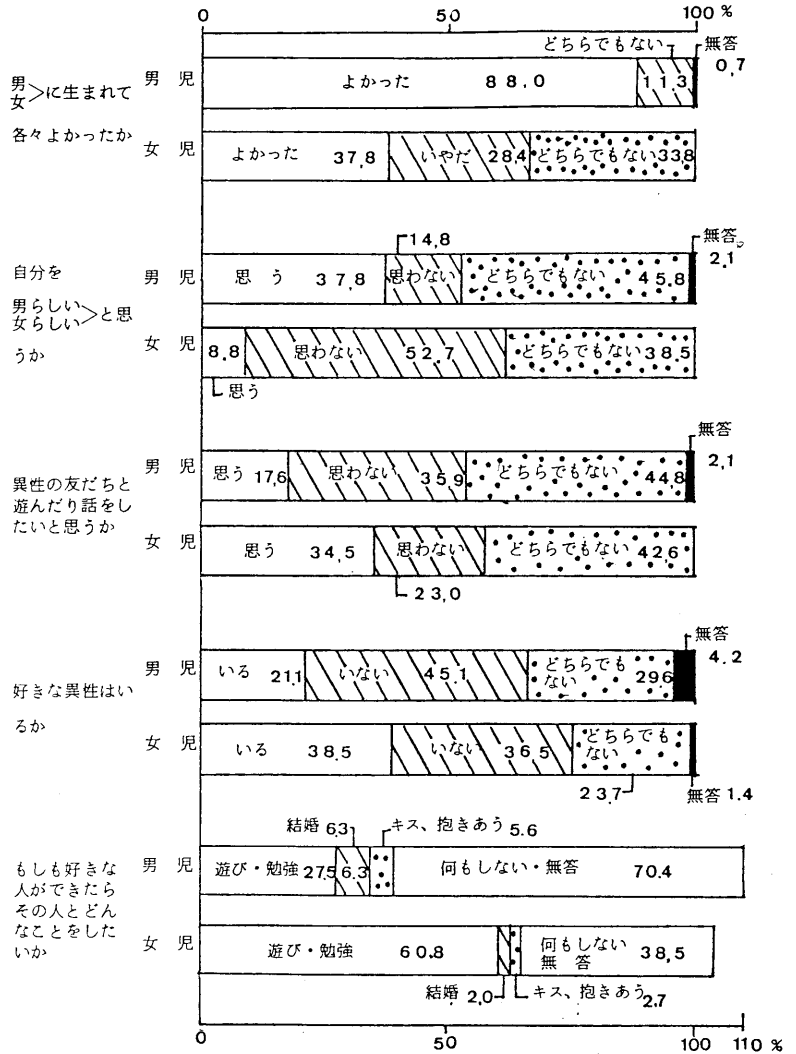 0 50 100 %
どちらでもない 無答
男
女>に生まれて
各々よかったか
男 児 よかった 88.0 11.3 0.7
女 児 よかった 37.8 いやだ 28.4 どちらでもない 33.8
14.8 無答
自分を
男らしい
女らしい>と思
うか
男 児 思 う 37.8 思わない どちらでもない 45.8 2.1
女 児 8.8 思わない 52.7 どちらでもない 38.5
思う
無答
異性の友だちと
遊んだり話をし
たいと思うか
男 児 思う 17.6 思わない 35.9 どちらでもない 44.8 2.1
女 児 思う 34.5 思わない どちらでもない 42.6
23.0
無答
好きな異性はい
るか
男 児 いる 21.1 いない 45.1 どちらでも
ない 29.6 4.2
女 児 いる 38.5 いない 36.5 どちらでも
ない
23.7 無答 1.4
結婚 6.3 キス、抱きあう 5.6
もしも好きな
人ができたら
その人とどん
なことをした
いか
男 児 遊び・勉強 27.5 6.3 何もしない・無答 70.4
女 児 遊び・勉強 60.8 何もしない
無 答 38.5
結婚 2.0 キス、抱きあう 2.7
0 50 100 110 %